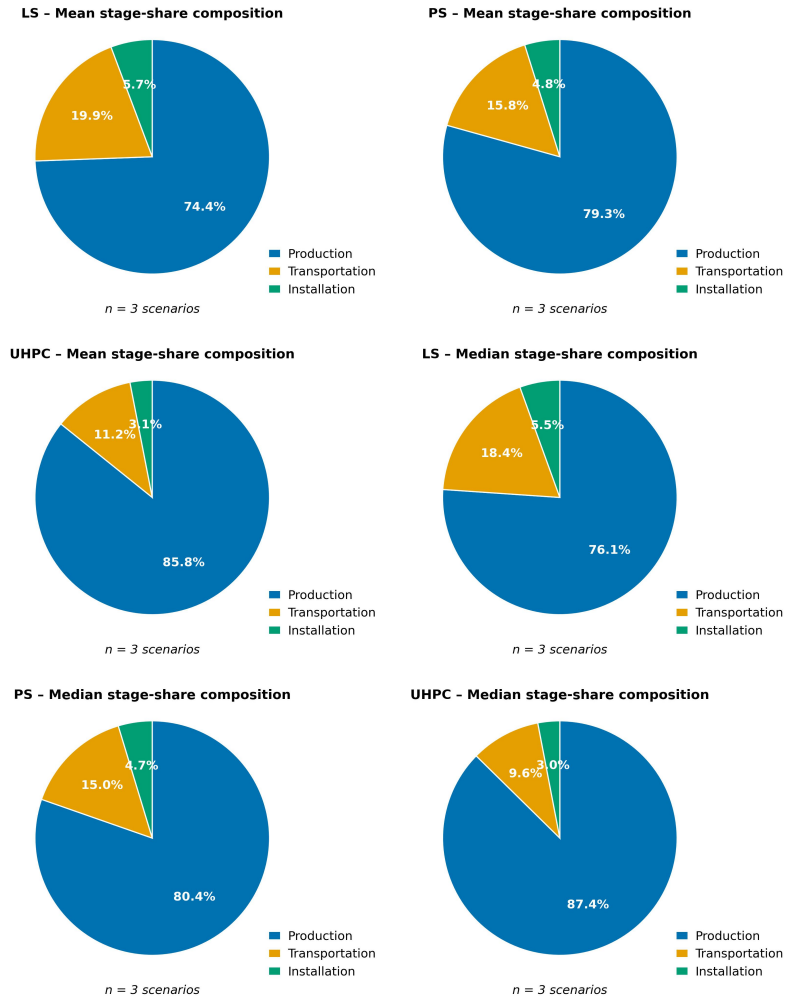 LS – Mean stage-share composition
5.7%
19.9%
74.4%
Production
Transportation
Installation
n = 3 scenarios
PS – Mean stage-share composition
4.8%
15.8%
79.3%
Production
Transportation
Installation
n = 3 scenarios
UHPC – Mean stage-share composition
3.1%
11.2%
85.8%
Production
Transportation
Installation
n = 3 scenarios
LS – Median stage-share composition
5.5%
18.4%
76.1%
Production
Transportation
Installation
n = 3 scenarios
PS – Median stage-share composition
4.7%
15.0%
80.4%
Production
Transportation
Installation
n = 3 scenarios
UHPC – Median stage-share composition
3.0%
9.6%
87.4%
Production
Transportation
Installation
n = 3 scenarios